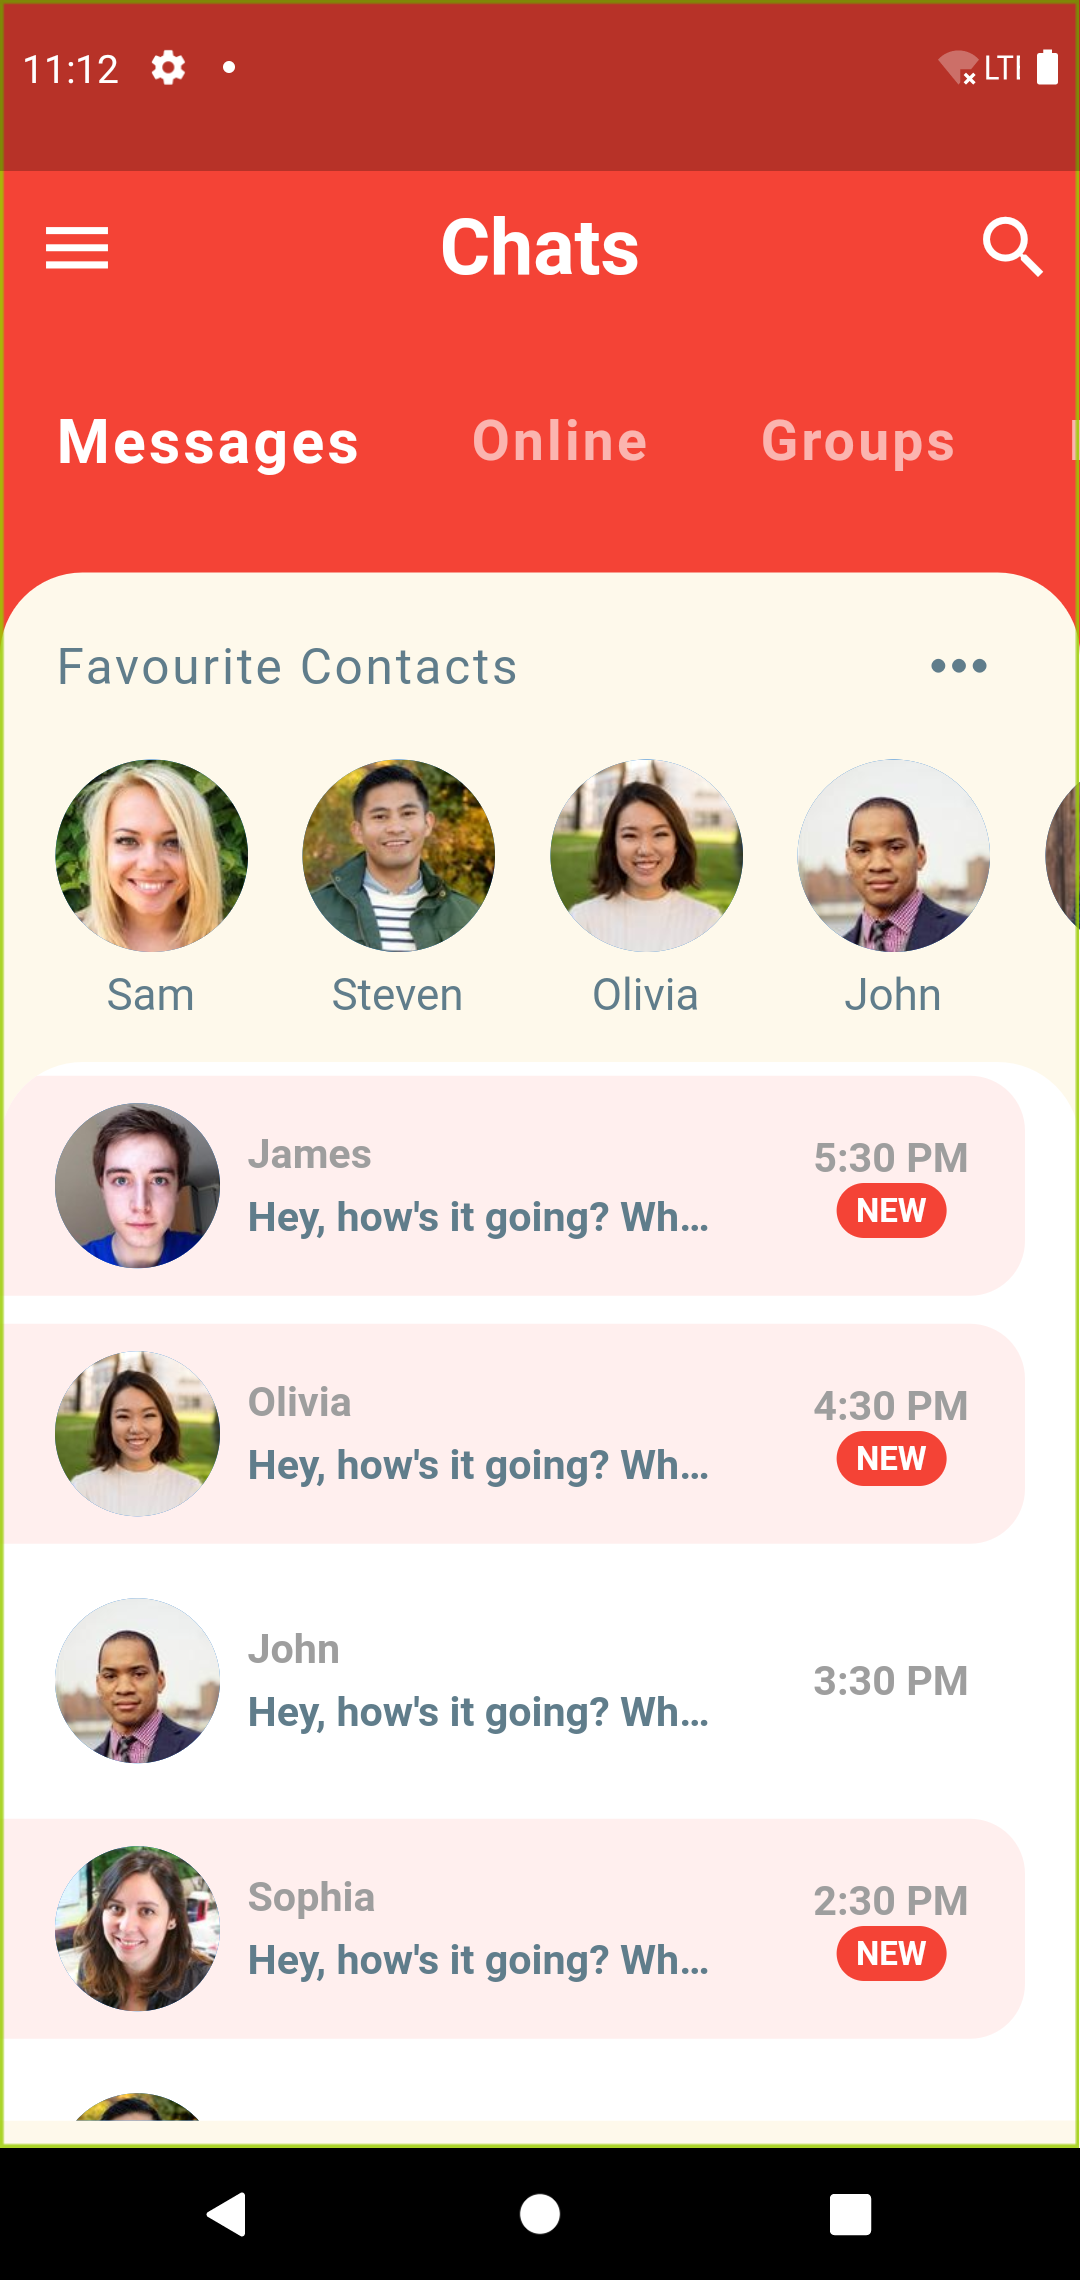 11:12 LTE
Chats
Messages Online Groups
Favourite Contacts
Sam Steven Olivia John
James 5:30 PM
Hey, how's it going? Wh...
NEW
Olivia 4:30 PM
Hey, how's it going? Wh...
NEW
John 3:30 PM
Hey, how's it going? Wh...
Sophia 2:30 PM
Hey, how's it going? Wh...
NEW